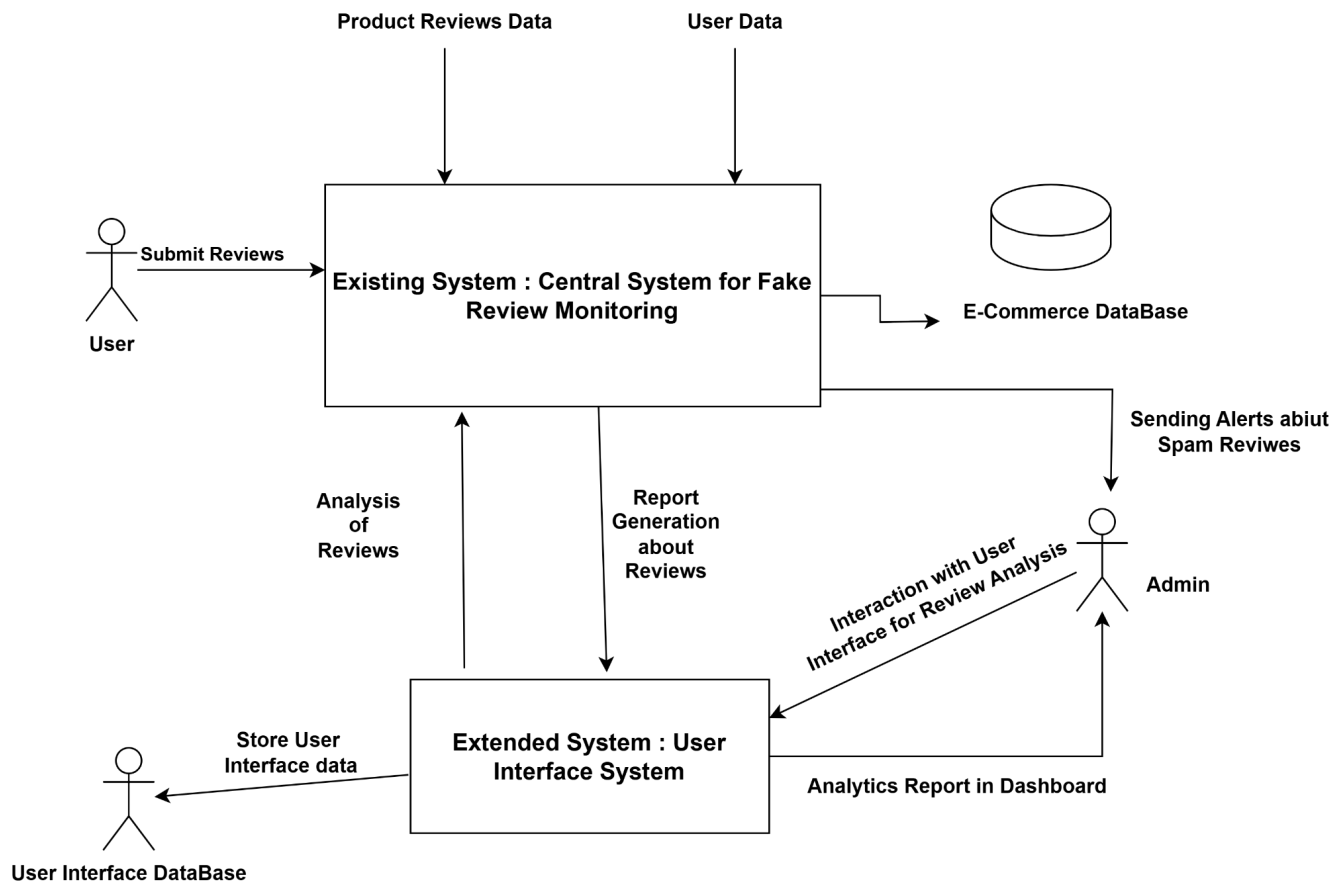 Product Reviews Data
User Data
Submit Reviews
User
Existing System : Central System for Fake
Review Monitoring
E-Commerce DataBase
Sending Alerts abiut
Spam Reviwes
Analysis
of
Reviews
Report
Generation
about
Reviews
Interaction with User
Interface for Review Analysis
Admin
Extended System : User
Interface System
Store User
Interface data
Analytics Report in Dashboard
User Interface DataBase